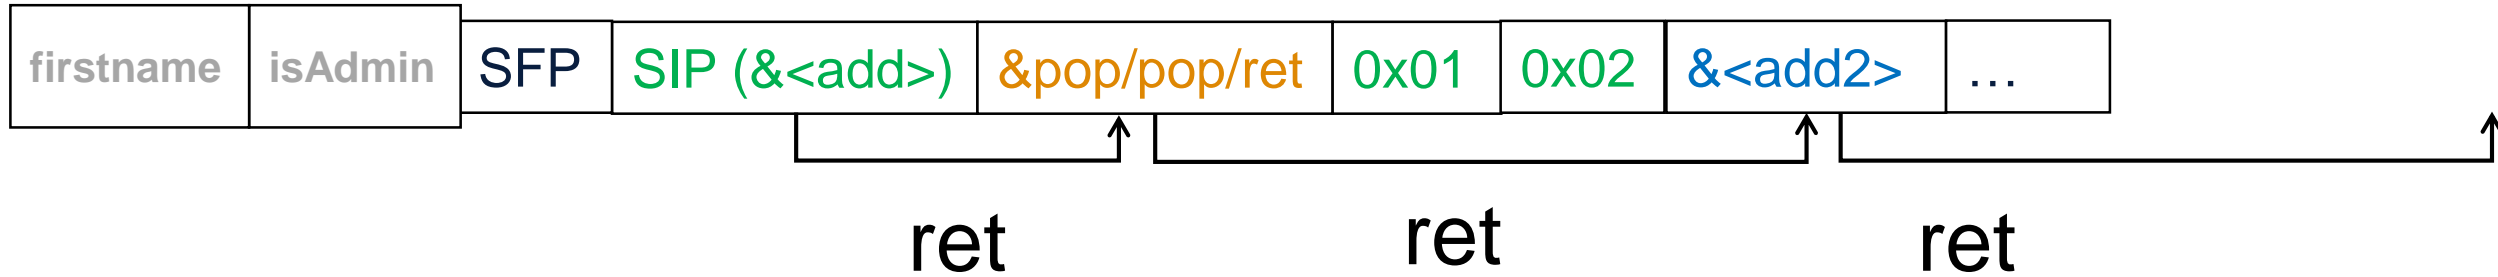 firstname isAdmin SFP SIP (&<add>) &pop/pop/ret 0x01 0x02 &<add2> ...
ret ret ret